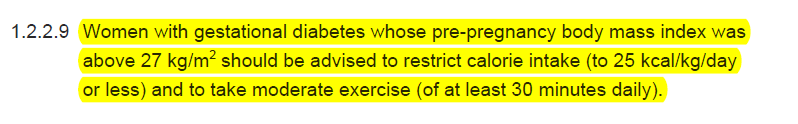 1.2.2.9 Women with gestational diabetes whose pre-pregnancy body mass index was
above 27 kg/m² should be advised to restrict calorie intake (to 25 kcal/kg/day
or less) and to take moderate exercise (of at least 30 minutes daily).